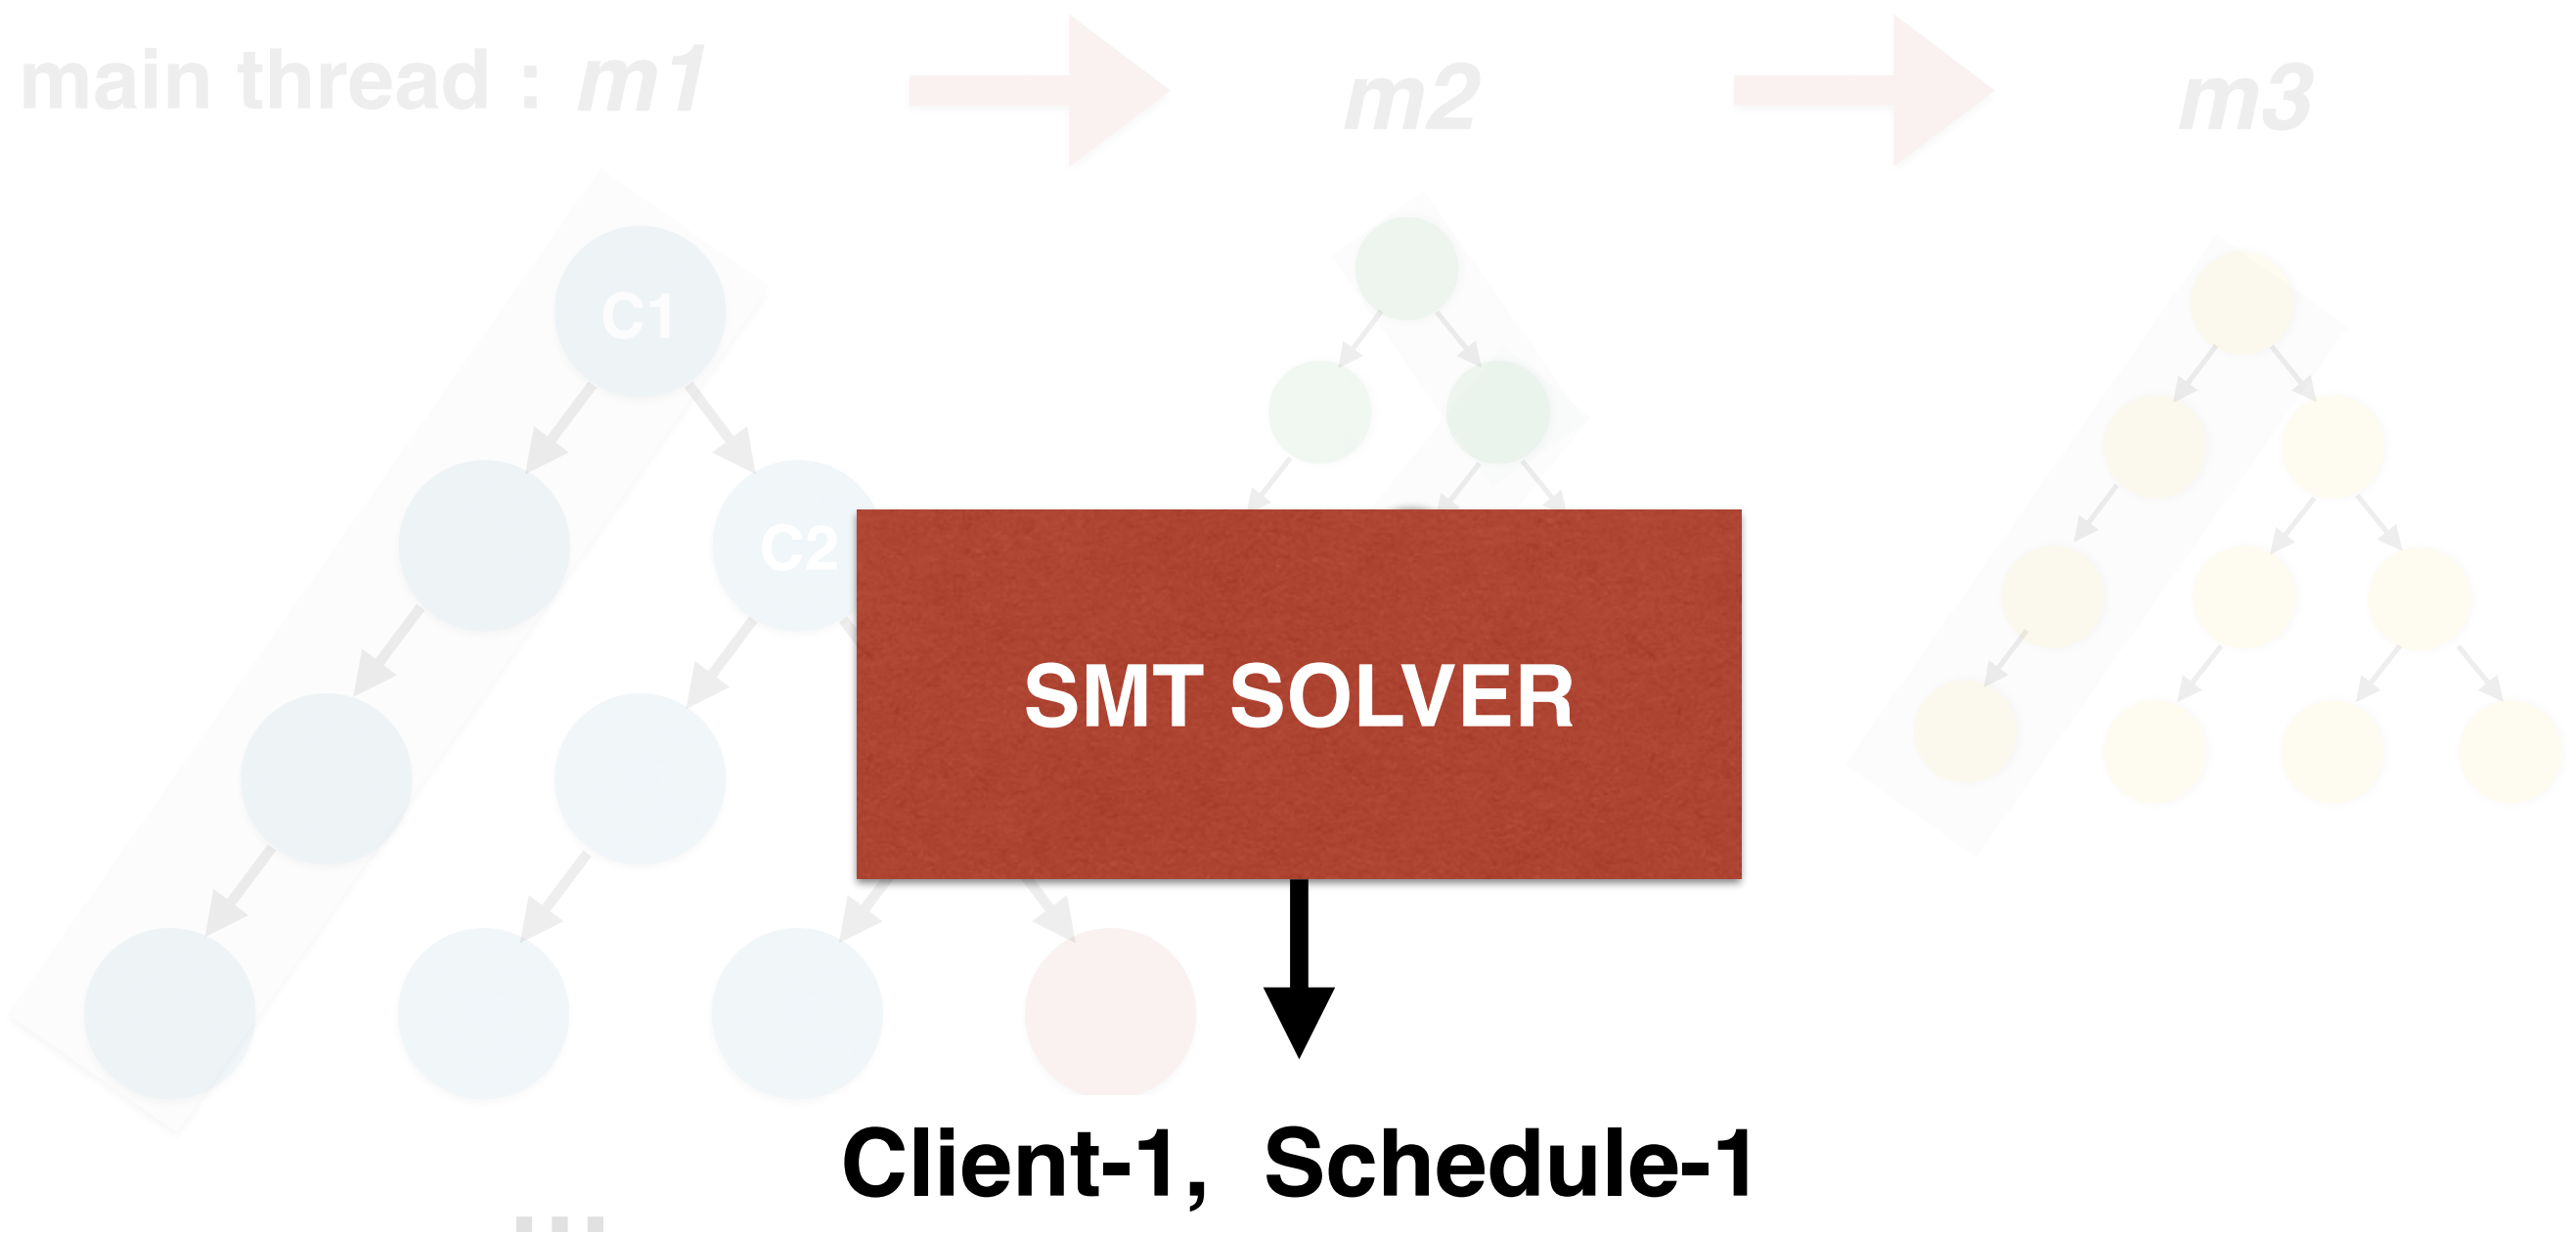 main thread : m1 m2 m3
C1
C2
SMT SOLVER
Client-1, Schedule-1
...